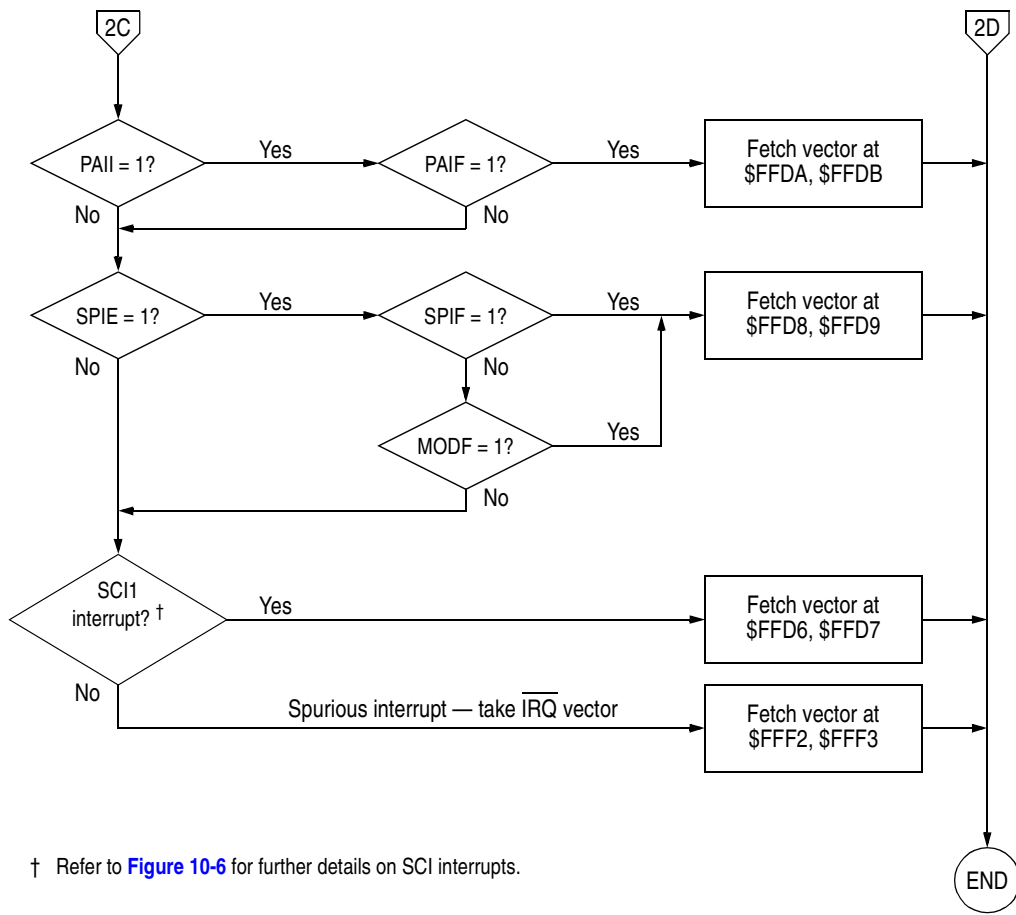 2C
2D
PAII = 1?
Yes
PAIF = 1?
Yes
Fetch vector at
$FFDA, $FFDB
No
No
SPIE = 1?
Yes
SPIF = 1?
Yes
Fetch vector at
$FFD8, $FFD9
No
No
MODF = 1?
Yes
No
SCI1
interrupt? †
Yes
Fetch vector at
$FFD6, $FFD7
No
Spurious interrupt — take I̅R̅Q̅ vector
Fetch vector at
$FFF2, $FFF3
† Refer to Figure 10-6 for further details on SCI interrupts.
END